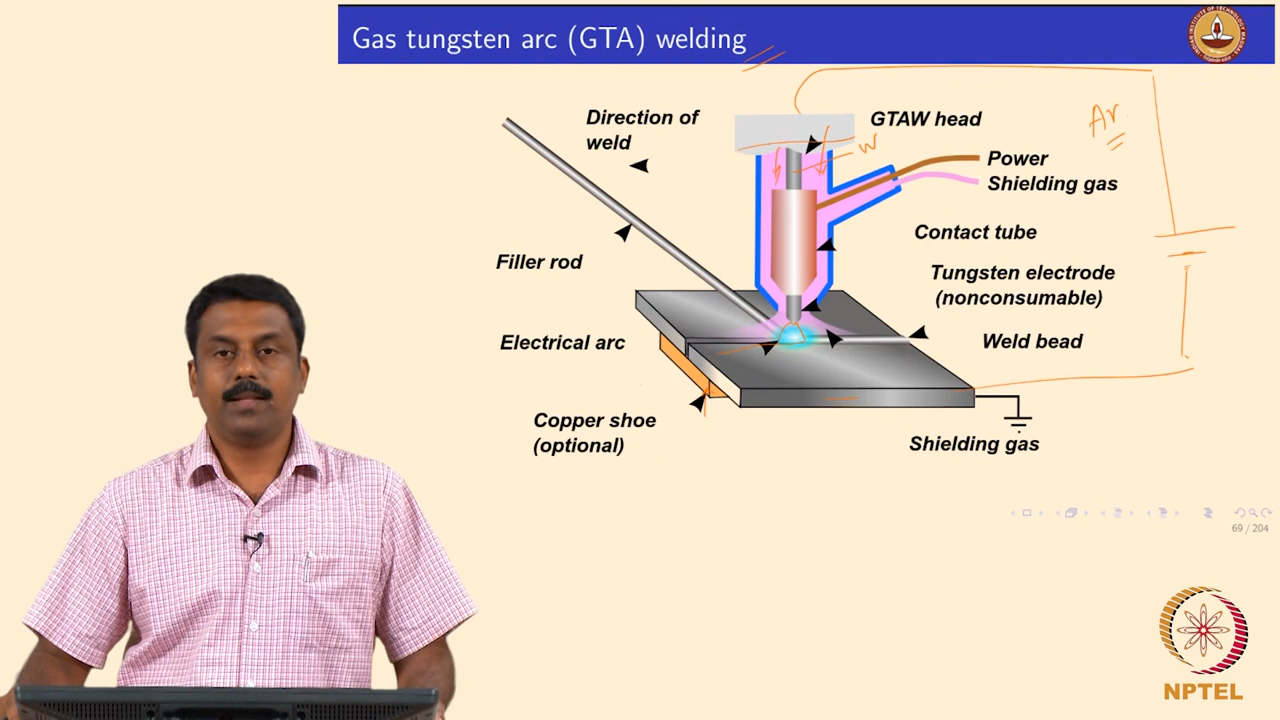 Gas tungsten arc (GTA) welding
Direction of
weld
GTAW head
Ar
W
Power
Shielding gas
Contact tube
Filler rod
Tungsten electrode
(nonconsumable)
Electrical arc
Weld bead
Copper shoe
(optional)
Shielding gas
69 / 204
NPTEL